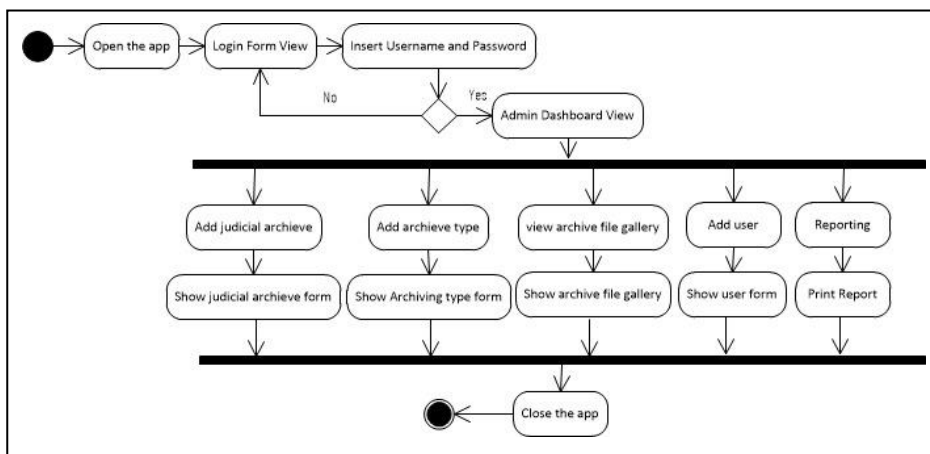 Open the app
Login Form View
Insert Username and Password
No
Yes
Admin Dashboard View
Add judicial archieve
Add archieve type
view archive file gallery
Add user
Reporting
Show judicial archieve form
Show Archiving type form
Show archive file gallery
Show user form
Print Report
Close the app